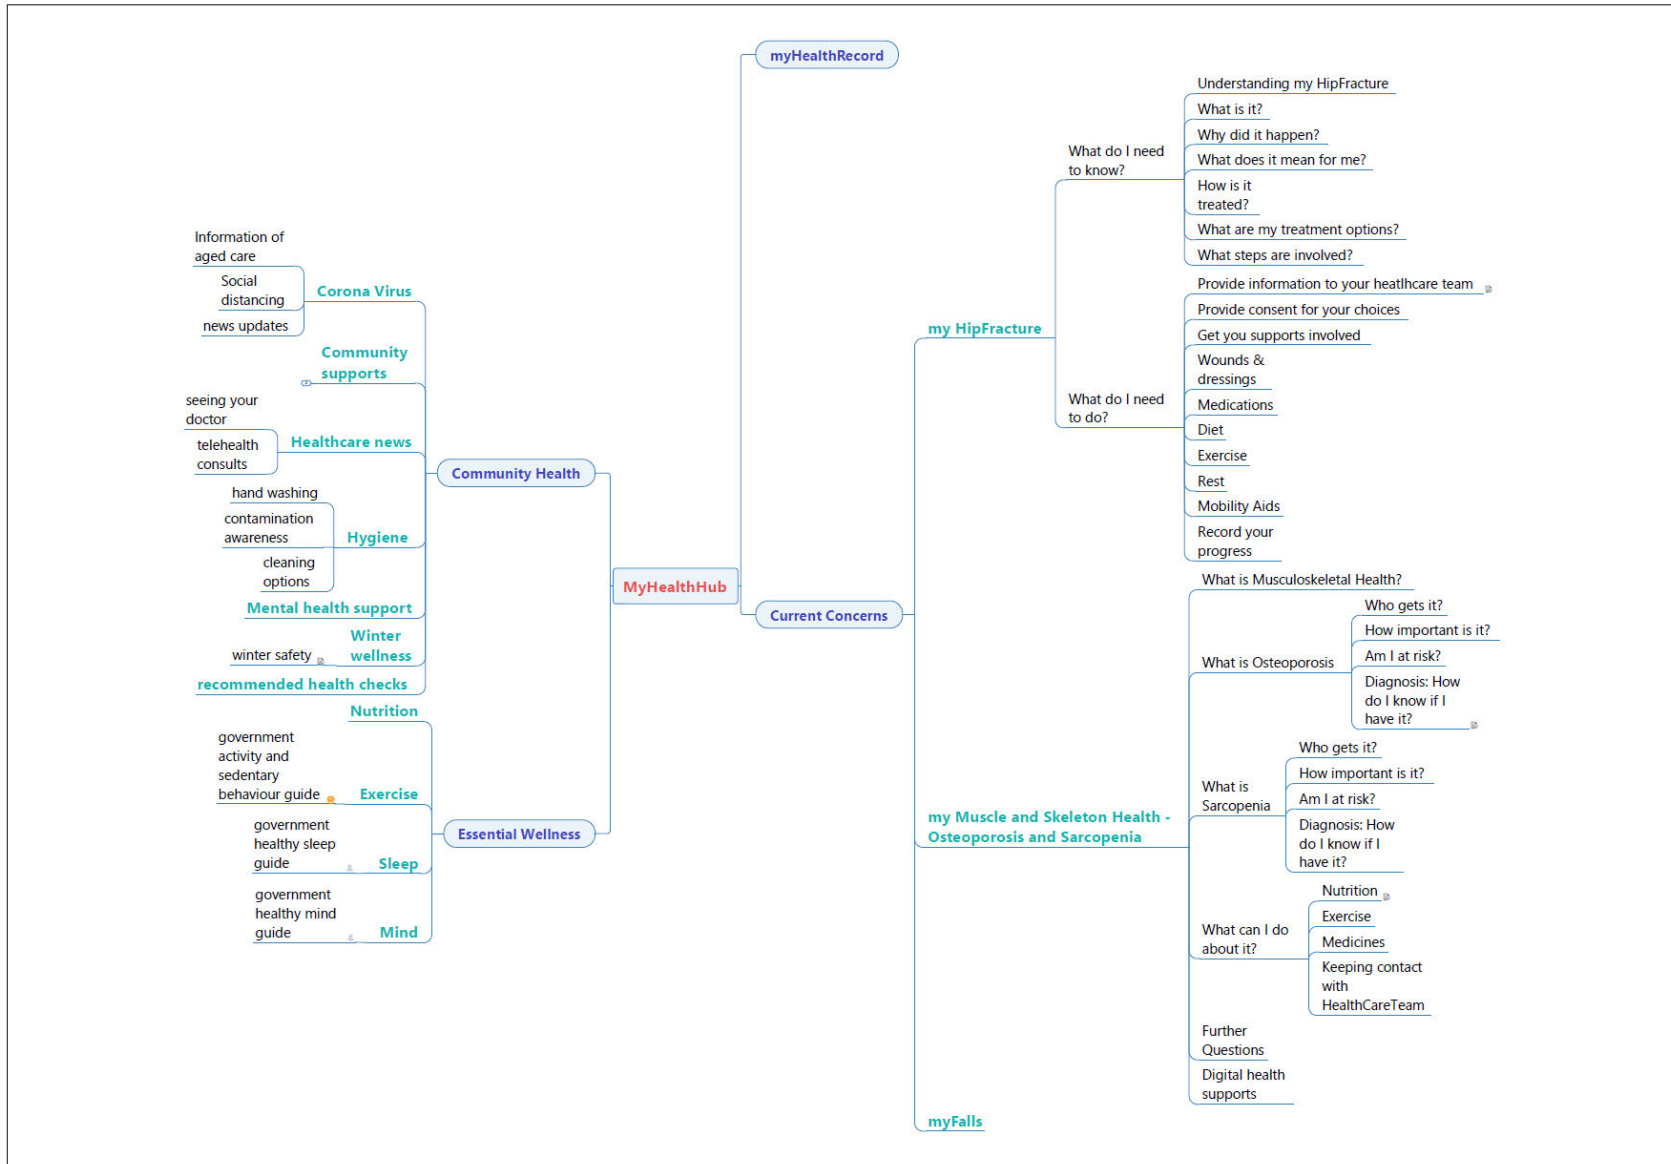 myHealthRecord
Understanding my HipFracture
What is it?
Why did it happen?
What do I need
to know?
What does it mean for me?
How is it
treated?
What are my treatment options?
What steps are involved?
my HipFracture
Provide information to your heatlhcare team
Provide consent for your choices
Get you supports involved
Wounds &
dressings
What do I need
to do?
Medications
Diet
Exercise
Rest
Mobility Aids
Record your
progress
Information of
aged care
Social
distancing
news updates
Corona Virus
Community
supports
seeing your
doctor
telehealth
consults
Healthcare news
Community Health
hand washing
contamination
awareness
cleaning
options
Hygiene
Mental health support
winter safety
Winter
wellness
recommended health checks
MyHealthHub
Current Concerns
Nutrition
government
activity and
sedentary
behaviour guide
Exercise
Essential Wellness
government
healthy sleep
guide
Sleep
government
healthy mind
guide
Mind
What is Musculoskeletal Health?
What is Osteoporosis
Who gets it?
How important is it?
Am I at risk?
Diagnosis: How
do I know if I
have it?
my Muscle and Skeleton Health -
Osteoporosis and Sarcopenia
What is
Sarcopenia
Who gets it?
How important is it?
Am I at risk?
Diagnosis: How
do I know if I
have it?
What can I do
about it?
Nutrition
Exercise
Medicines
Keeping contact
with
HealthCareTeam
Further
Questions
Digital health
supports
myFalls